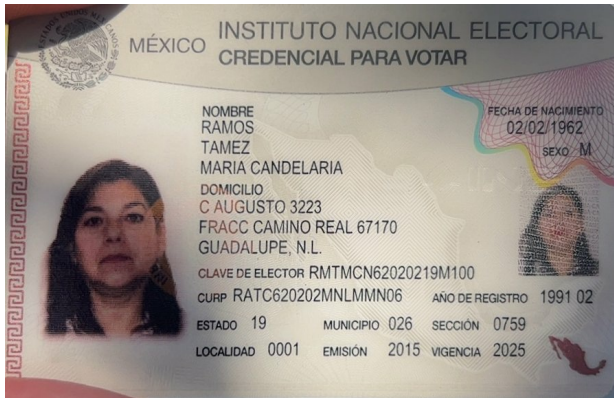 MÉXICO
INSTITUTO NACIONAL ELECTORAL
CREDENCIAL PARA VOTAR
NOMBRE
RAMOS
TAMEZ
MARIA CANDELARIA
FECHA DE NACIMIENTO
02/02/1962
SEXO M
DOMICILIO
C AUGUSTO 3223
FRACC CAMINO REAL 67170
GUADALUPE, N.L.
CLAVE DE ELECTOR RMTMCN62020219M100
CURP RATC620202MNLMMN06 AÑO DE REGISTRO 1991 02
ESTADO 19 MUNICIPIO 026 SECCIÓN 0759
LOCALIDAD 0001 EMISIÓN 2015 VIGENCIA 2025